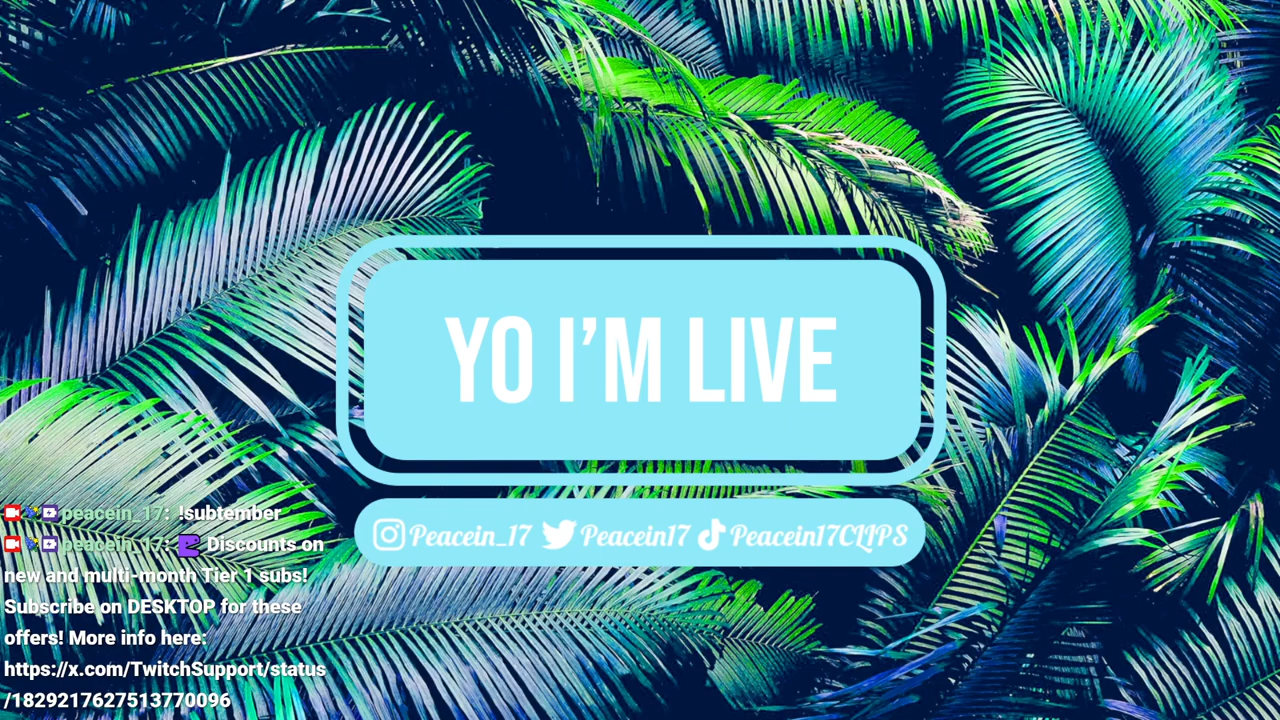 YO I’M LIVE
Peacein_17 Peacein17 Peacein17CLIPS
peacein_17: !subtember
peacein_17: Discounts on
new and multi-month Tier 1 subs!
Subscribe on DESKTOP for these
offers! More info here:
https://x.com/TwitchSupport/status
/1829217627513770096